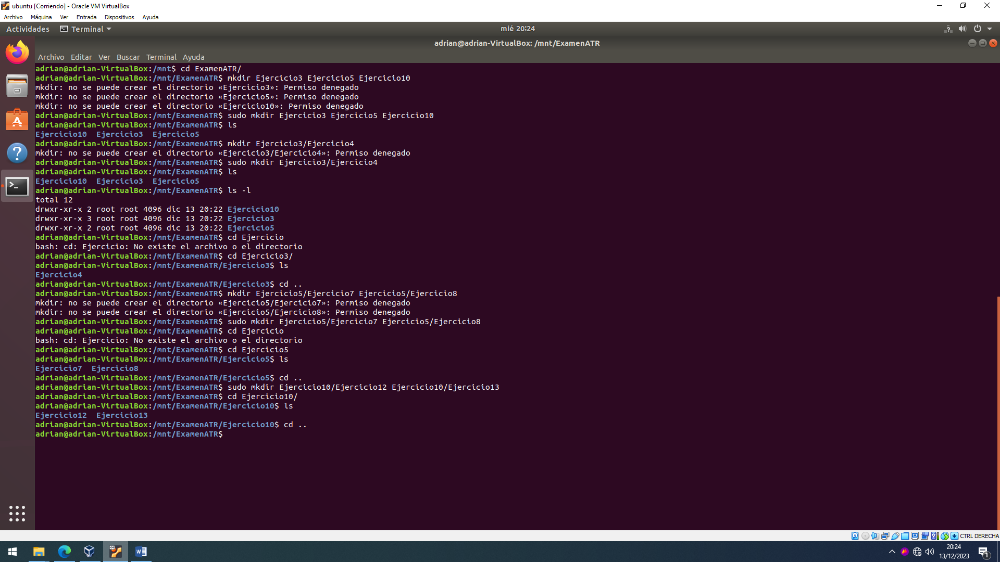 ubuntu [Corriendo] - Oracle VM VirtualBox
Archivo Máquina Ver Entrada Dispositivos Ayuda
Actividades Terminal mié 20:24
adrian@adrian-VirtualBox: /mnt/ExamenATR
Archivo Editar Ver Buscar Terminal Ayuda
adrian@adrian-VirtualBox:/mnt$ cd ExamenATR/
adrian@adrian-VirtualBox:/mnt/ExamenATR$ mkdir Ejercicio3 Ejercicio5 Ejercicio10
mkdir: no se puede crear el directorio «Ejercicio3»: Permiso denegado
mkdir: no se puede crear el directorio «Ejercicio5»: Permiso denegado
mkdir: no se puede crear el directorio «Ejercicio10»: Permiso denegado
adrian@adrian-VirtualBox:/mnt/ExamenATR$ sudo mkdir Ejercicio3 Ejercicio5 Ejercicio10
adrian@adrian-VirtualBox:/mnt/ExamenATR$ ls
Ejercicio10 Ejercicio3 Ejercicio5
adrian@adrian-VirtualBox:/mnt/ExamenATR$ mkdir Ejercicio3/Ejercicio4
mkdir: no se puede crear el directorio «Ejercicio3/Ejercicio4»: Permiso denegado
adrian@adrian-VirtualBox:/mnt/ExamenATR$ sudo mkdir Ejercicio3/Ejercicio4
adrian@adrian-VirtualBox:/mnt/ExamenATR$ ls
Ejercicio10 Ejercicio3 Ejercicio5
adrian@adrian-VirtualBox:/mnt/ExamenATR$ ls -l
total 12
drwxr-xr-x 2 root root 4096 dic 13 20:22 Ejercicio10
drwxr-xr-x 3 root root 4096 dic 13 20:22 Ejercicio3
drwxr-xr-x 2 root root 4096 dic 13 20:22 Ejercicio5
adrian@adrian-VirtualBox:/mnt/ExamenATR$ cd Ejercicio
bash: cd: Ejercicio: No existe el archivo o el directorio
adrian@adrian-VirtualBox:/mnt/ExamenATR$ cd Ejercicio3/
adrian@adrian-VirtualBox:/mnt/ExamenATR/Ejercicio3$ ls
Ejercicio4
adrian@adrian-VirtualBox:/mnt/ExamenATR/Ejercicio3$ cd ..
adrian@adrian-VirtualBox:/mnt/ExamenATR$ mkdir Ejercicio5/Ejercicio7 Ejercicio5/Ejercicio8
mkdir: no se puede crear el directorio «Ejercicio5/Ejercicio7»: Permiso denegado
mkdir: no se puede crear el directorio «Ejercicio5/Ejercicio8»: Permiso denegado
adrian@adrian-VirtualBox:/mnt/ExamenATR$ sudo mkdir Ejercicio5/Ejercicio7 Ejercicio5/Ejercicio8
adrian@adrian-VirtualBox:/mnt/ExamenATR$ cd Ejercicio
bash: cd: Ejercicio: No existe el archivo o el directorio
adrian@adrian-VirtualBox:/mnt/ExamenATR$ cd Ejercicio5
adrian@adrian-VirtualBox:/mnt/ExamenATR/Ejercicio5$ ls
Ejercicio7 Ejercicio8
adrian@adrian-VirtualBox:/mnt/ExamenATR/Ejercicio5$ cd ..
adrian@adrian-VirtualBox:/mnt/ExamenATR$ sudo mkdir Ejercicio10/Ejercicio12 Ejercicio10/Ejercicio13
adrian@adrian-VirtualBox:/mnt/ExamenATR$ cd Ejercicio10/
adrian@adrian-VirtualBox:/mnt/ExamenATR/Ejercicio10$ ls
Ejercicio12 Ejercicio13
adrian@adrian-VirtualBox:/mnt/ExamenATR/Ejercicio10$ cd ..
adrian@adrian-VirtualBox:/mnt/ExamenATR$
CTRL DERECHA
20:24
13/12/2023
1